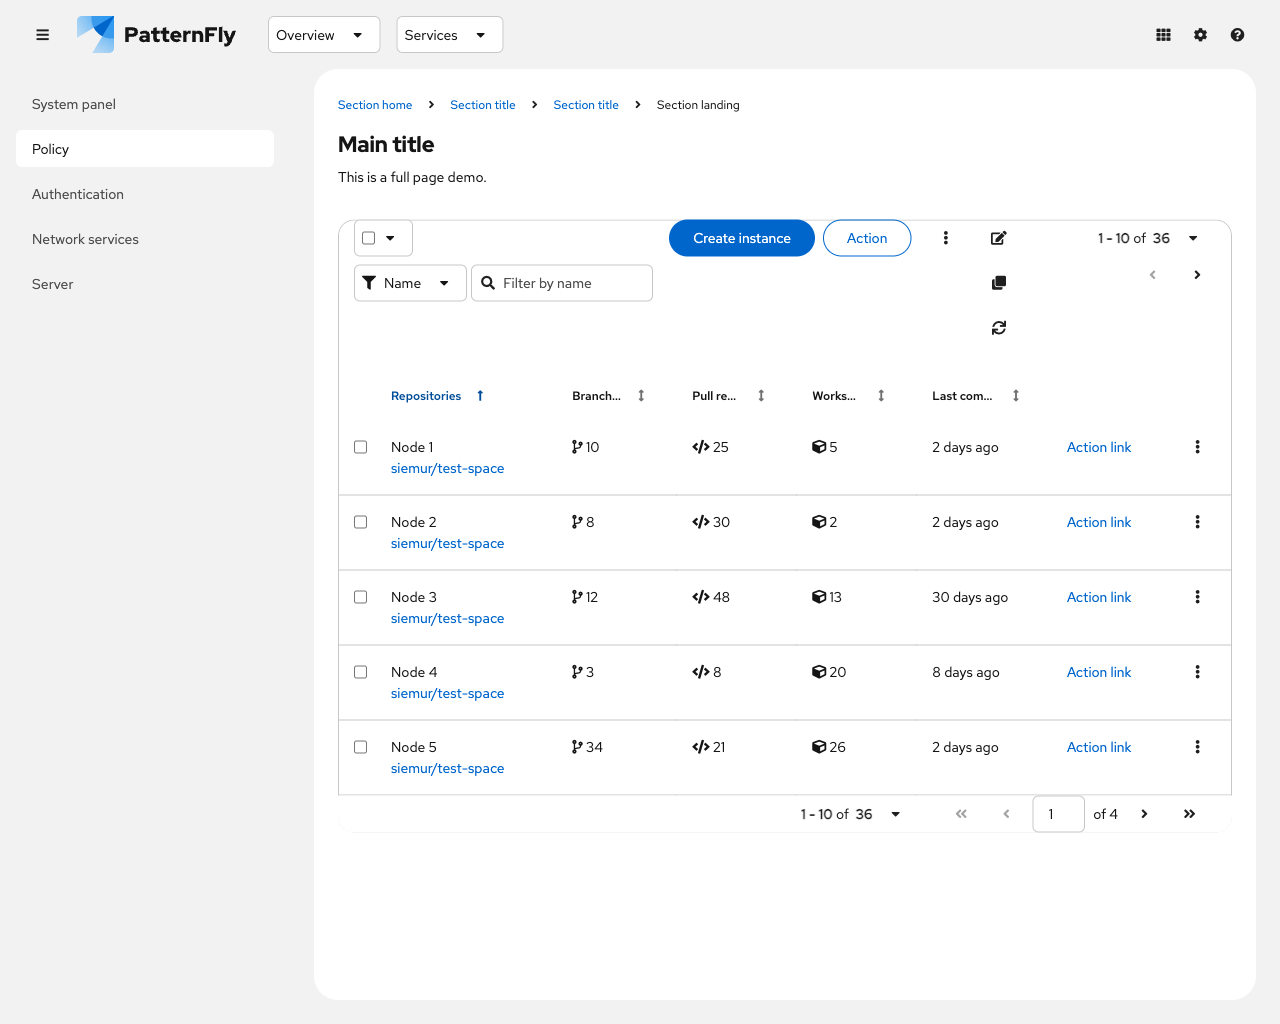 PatternFly
Overview
Services
System panel
Policy
Authentication
Network services
Server
Section home
Section title
Section title
Section landing
Main title
This is a full page demo.
Create instance
Action
1 - 10 of 36
Name
Filter by name
Repositories
Branch...
Pull re...
Works...
Last com...
Node 1
10
25
5
2 days ago
Action link
siemur/test-space
Node 2
8
30
2
2 days ago
Action link
siemur/test-space
Node 3
12
48
13
30 days ago
Action link
siemur/test-space
Node 4
3
8
20
8 days ago
Action link
siemur/test-space
Node 5
34
21
26
2 days ago
Action link
siemur/test-space
1 - 10 of 36
1
of 4